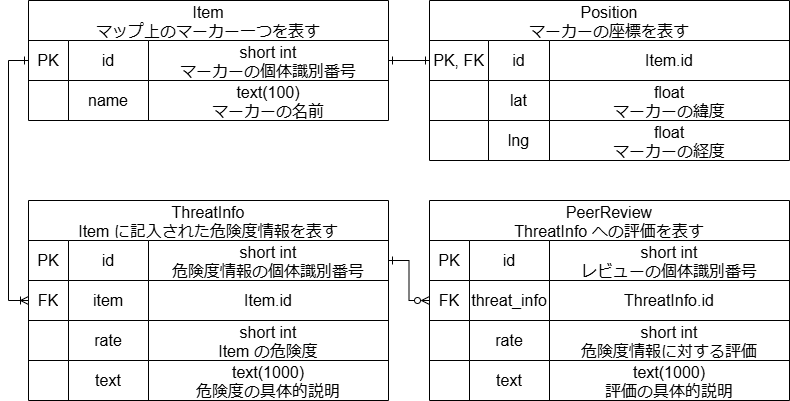 Item
マップ上のマーカー一つを表す
PK id short int
マーカーの個体識別番号
name text(100)
マーカーの名前
Position
マーカーの座標を表す
PK, FK id Item.id
lat float
マーカーの緯度
lng float
マーカーの経度
ThreatInfo
Item に記入された危険度情報を表す
PK id short int
危険度情報の個体識別番号
FK item Item.id
rate short int
Item の危険度
text text(1000)
危険度の具体的説明
PeerReview
ThreatInfo への評価を表す
PK id short int
レビューの個体識別番号
FK threat_info ThreatInfo.id
rate short int
危険度情報に対する評価
text text(1000)
評価の具体的説明